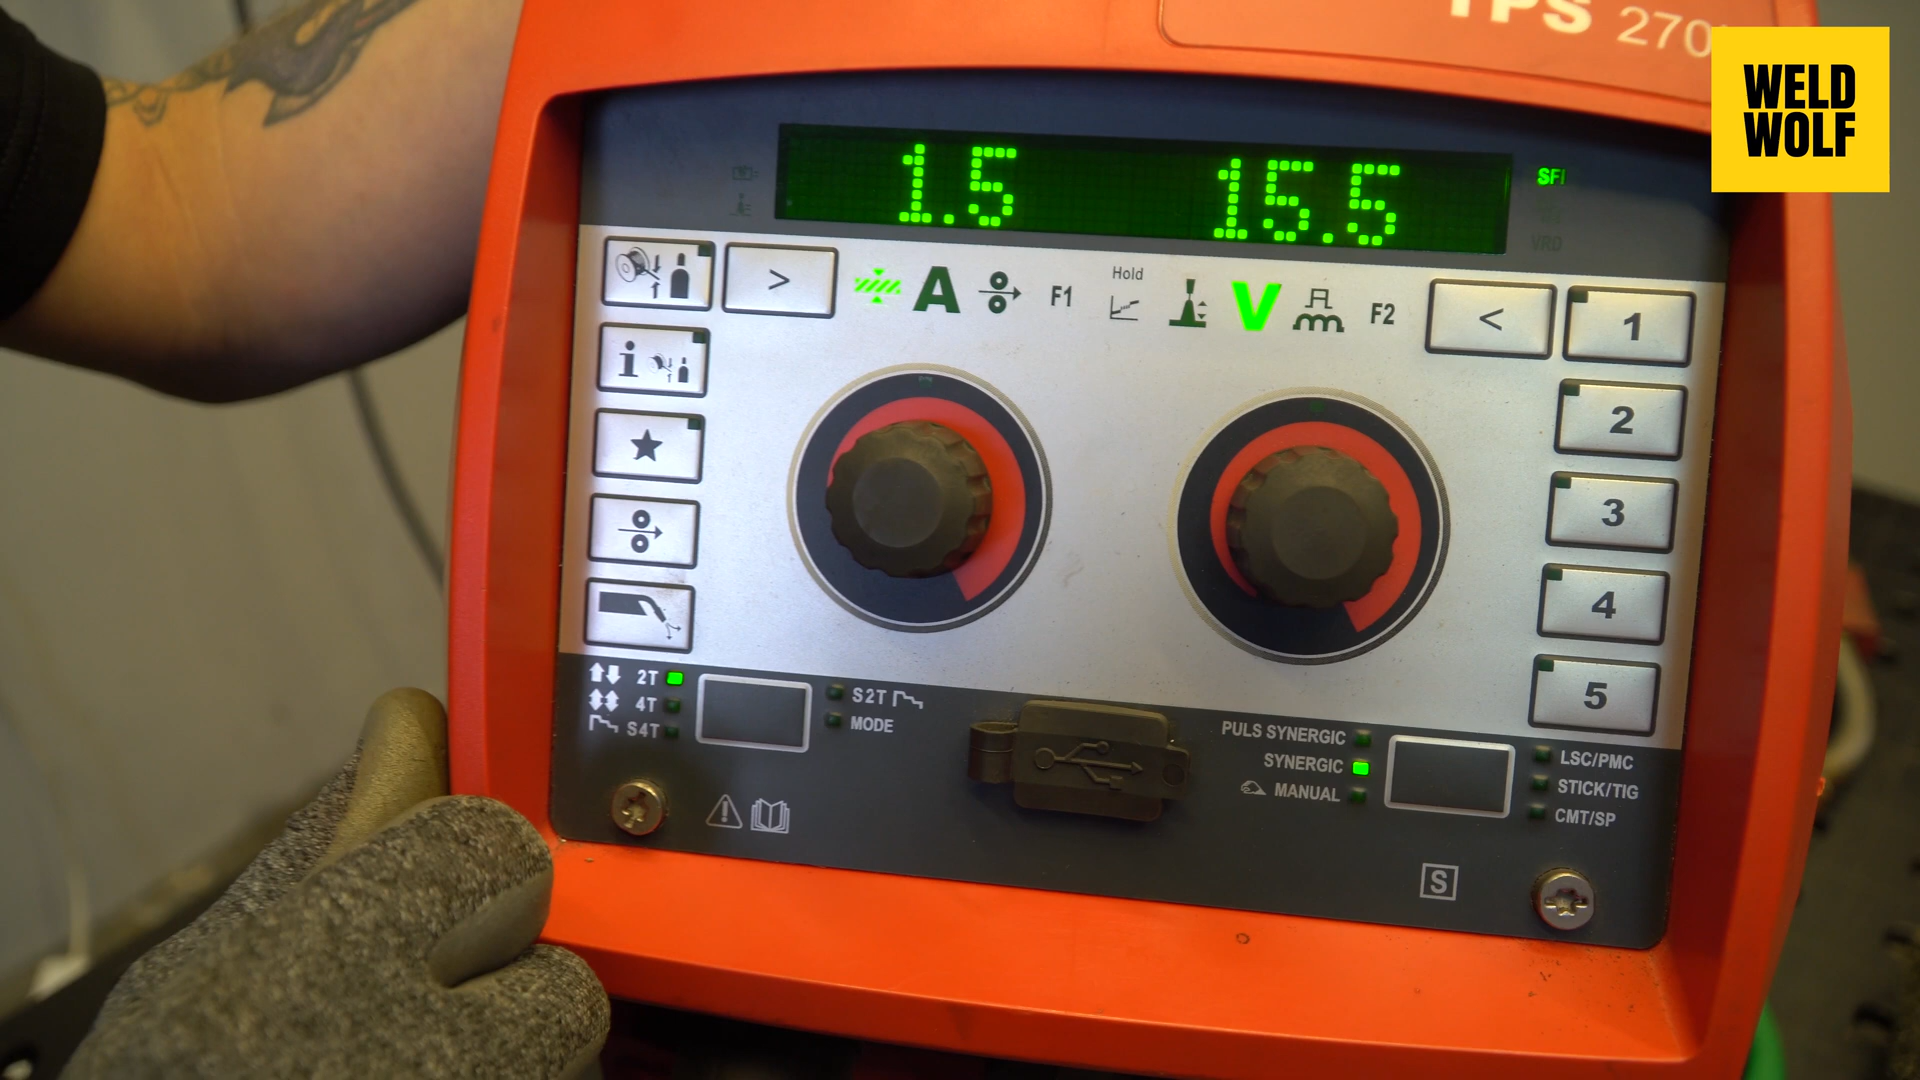 TPS 270
WELD
WOLF
1.5 15.5
SFI
VRD
> A F1 Hold V F2 < 1
i
2
3
4
5
2T
4T
S4T
S2T
MODE
PULS SYNERGIC
SYNERGIC
MANUAL
LSC/PMC
STICK/TIG
CMT/SP
S